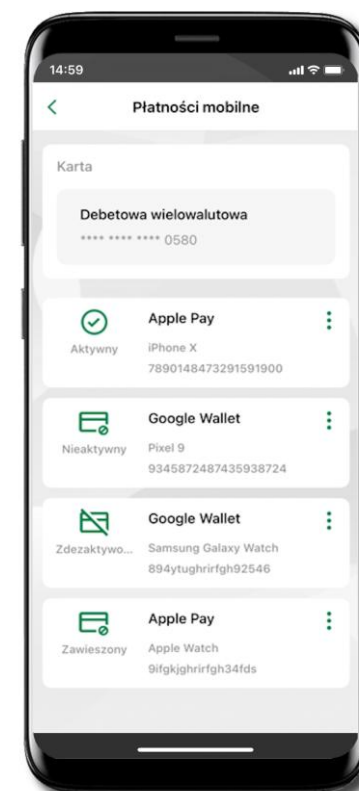 14:59
Płatności mobilne
Karta
Debetowa wielowalutowa
**** **** **** 0580
Apple Pay
Aktywny
iPhone X
7890148473291591900
Google Wallet
Nieaktywny
Pixel 9
9345872487435938724
Google Wallet
Zdezaktywo...
Samsung Galaxy Watch
894ytughrirfgh92546
Apple Pay
Zawieszony
Apple Watch
9ifgkjghrirfgh34fds